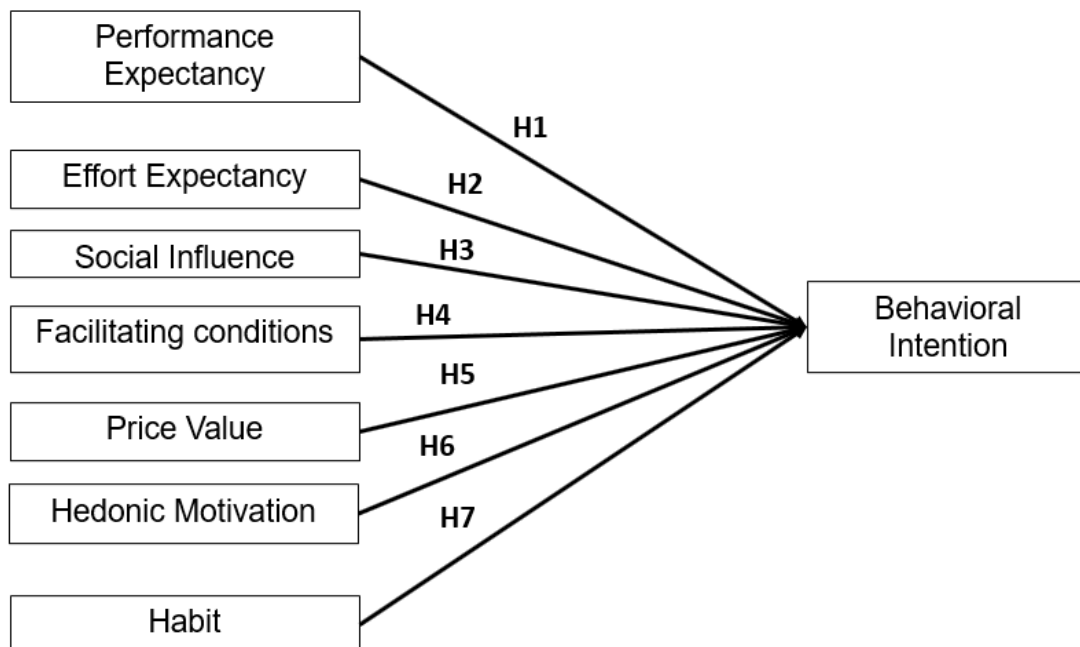 Performance
Expectancy
H1
Effort Expectancy
H2
Social Influence
H3
Facilitating conditions
H4
Behavioral
Intention
H5
Price Value
H6
Hedonic Motivation
H7
Habit